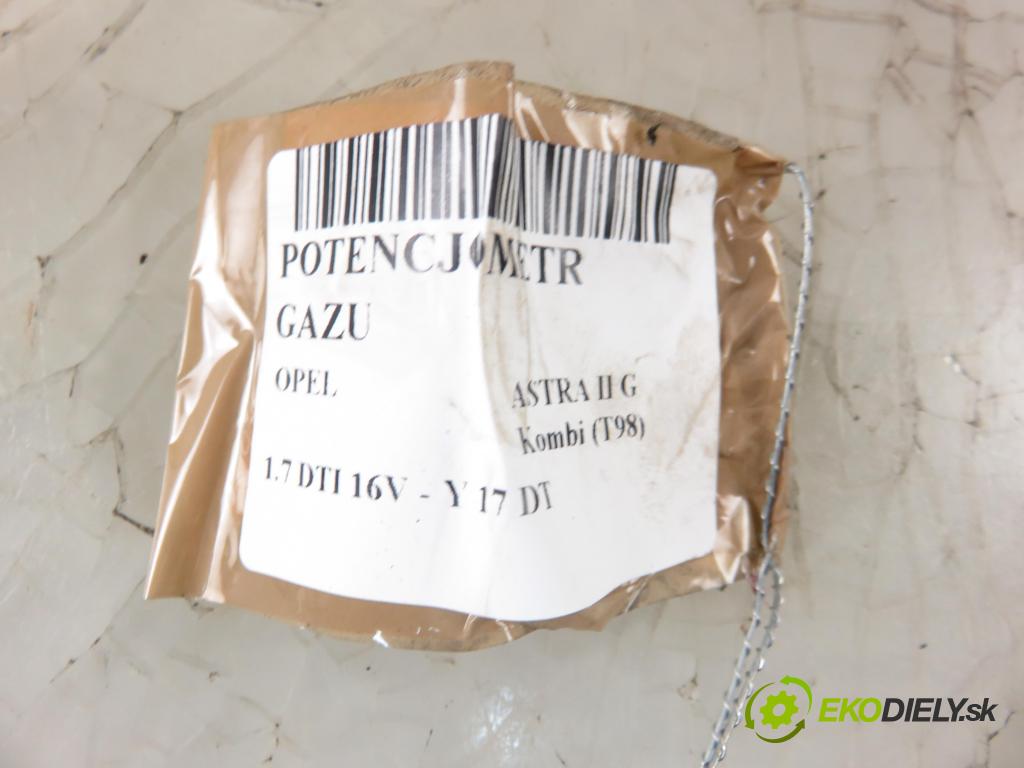 POTENCJOMETR
GAZU
OPEL
ASTRA II G
Kombi (T98)
1.7 DTI 16V - Y 17 DT
EKODIELY.sk